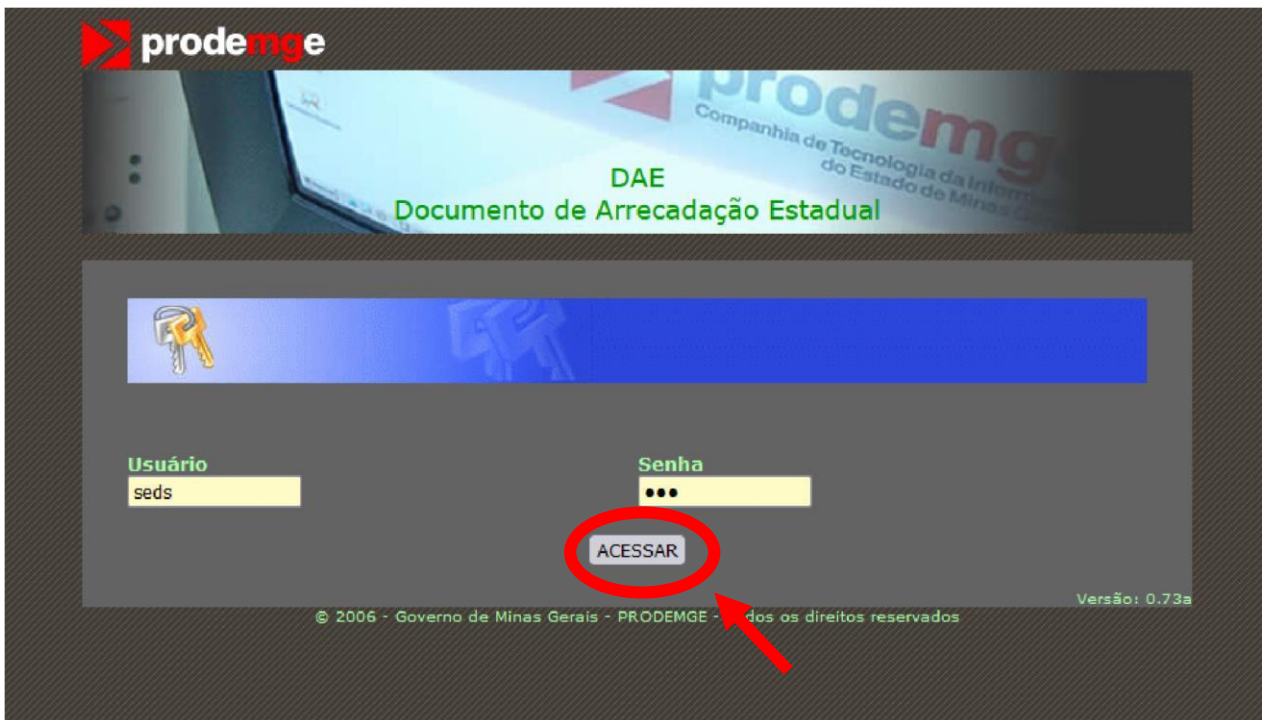 prodemge
prodemg
Companhia de Tecnologia da
do Estado de Minas
DAE
Documento de Arrecadação Estadual
Usuário
Senha
seds
●●●
ACESSAR
Versão: 0.73a
© 2006 - Governo de Minas Gerais - PRODEMGE - dos os direitos reservados